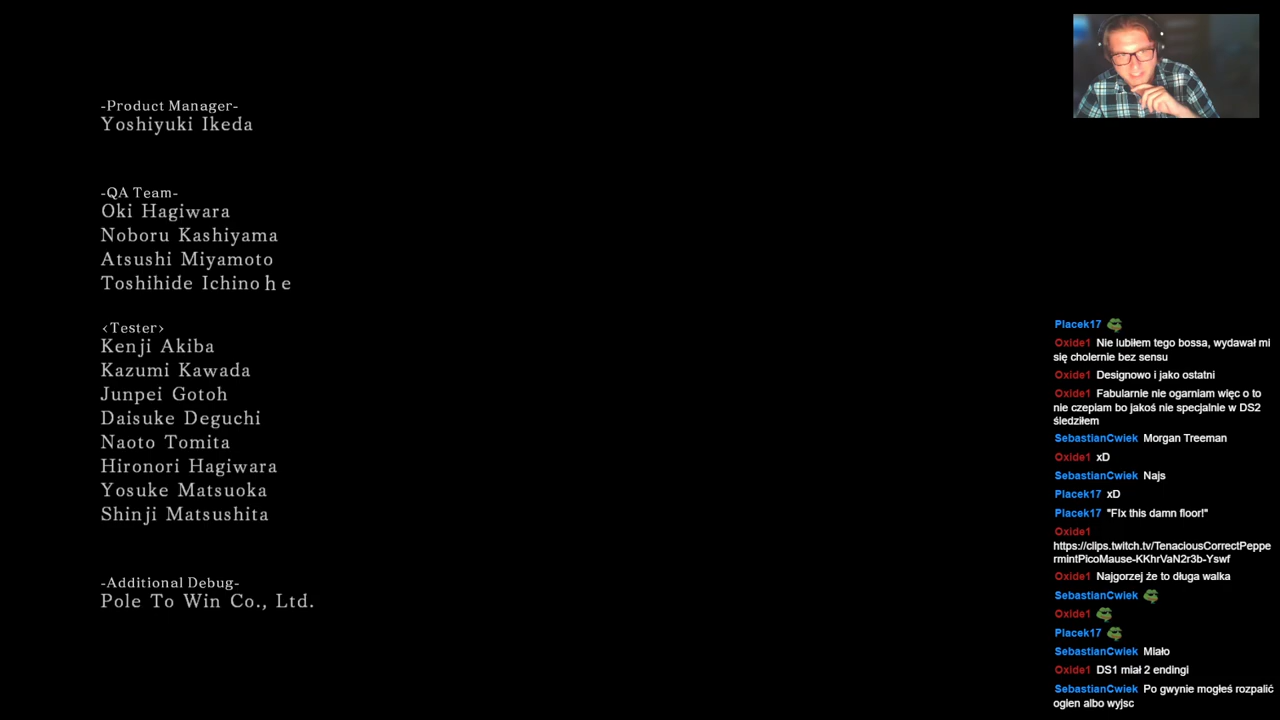 -Product Manager-
Yoshiyuki Ikeda
-QA Team-
Oki Hagiwara
Noboru Kashiyama
Atsushi Miyamoto
Toshihide Ichinohe
<Tester>
Kenji Akiba
Kazumi Kawada
Junpei Gotoh
Daisuke Deguchi
Naoto Tomita
Hironori Hagiwara
Yosuke Matsuoka
Shinji Matsushita
-Additional Debug-
Pole To Win Co., Ltd.
Placek17
Oxide1 Nie lubiłem tego bossa, wydawał mi
się cholernie bez sensu
Oxide1 Designowo i jako ostatni
Oxide1 Fabularnie nie ogarniam więc o to
nie czepiam bo jakoś nie specjalnie w DS2
śledziłem
SebastianCwiek Morgan Treeman
Oxide1 xD
SebastianCwiek Najs
Placek17 xD
Placek17 "FIx this damn floor!"
Oxide1
https://clips.twitch.tv/TenaciousCorrectPeppe
rmintPicoMause-KKhrVaN2r3b-Yswf
Oxide1 Najgorzej że to długa walka
SebastianCwiek
Oxide1
Placek17
SebastianCwiek Miało
Oxide1 DS1 miał 2 endingi
SebastianCwiek Po gwynie mogłeś rozpalić
ogien albo wyjsc